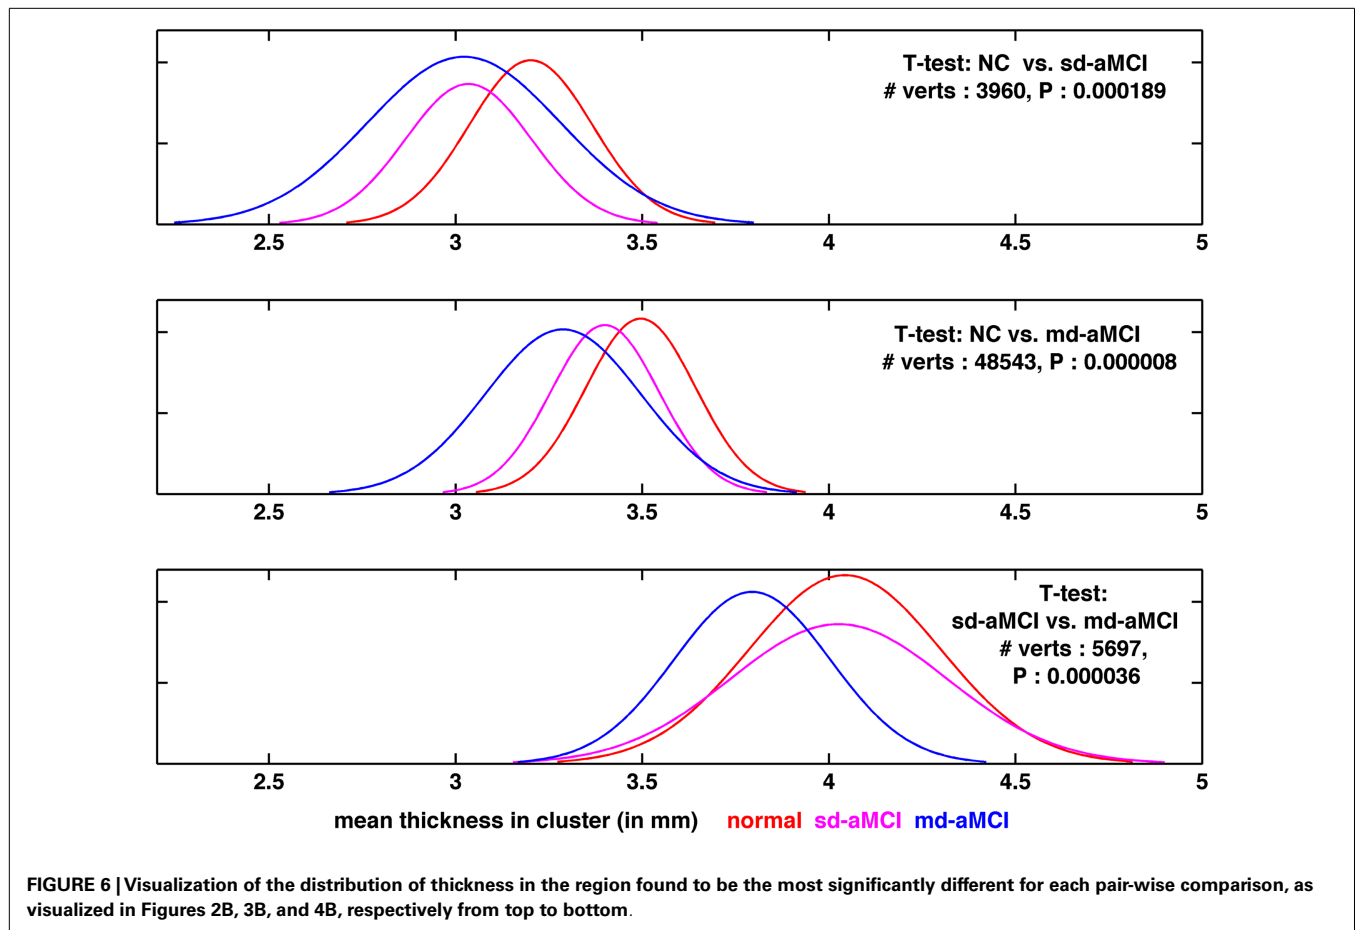 T-test: NC vs. sd-aMCI
# verts : 3960, P : 0.000189
2.5 3 3.5 4 4.5 5
T-test: NC vs. md-aMCI
# verts : 48543, P : 0.000008
2.5 3 3.5 4 4.5 5
T-test:
sd-aMCI vs. md-aMCI
# verts : 5697,
P : 0.000036
2.5 3 3.5 4 4.5 5
mean thickness in cluster (in mm) normal sd-aMCI md-aMCI
FIGURE 6 | Visualization of the distribution of thickness in the region found to be the most significantly different for each pair-wise comparison, as
visualized in Figures 2B, 3B, and 4B, respectively from top to bottom.